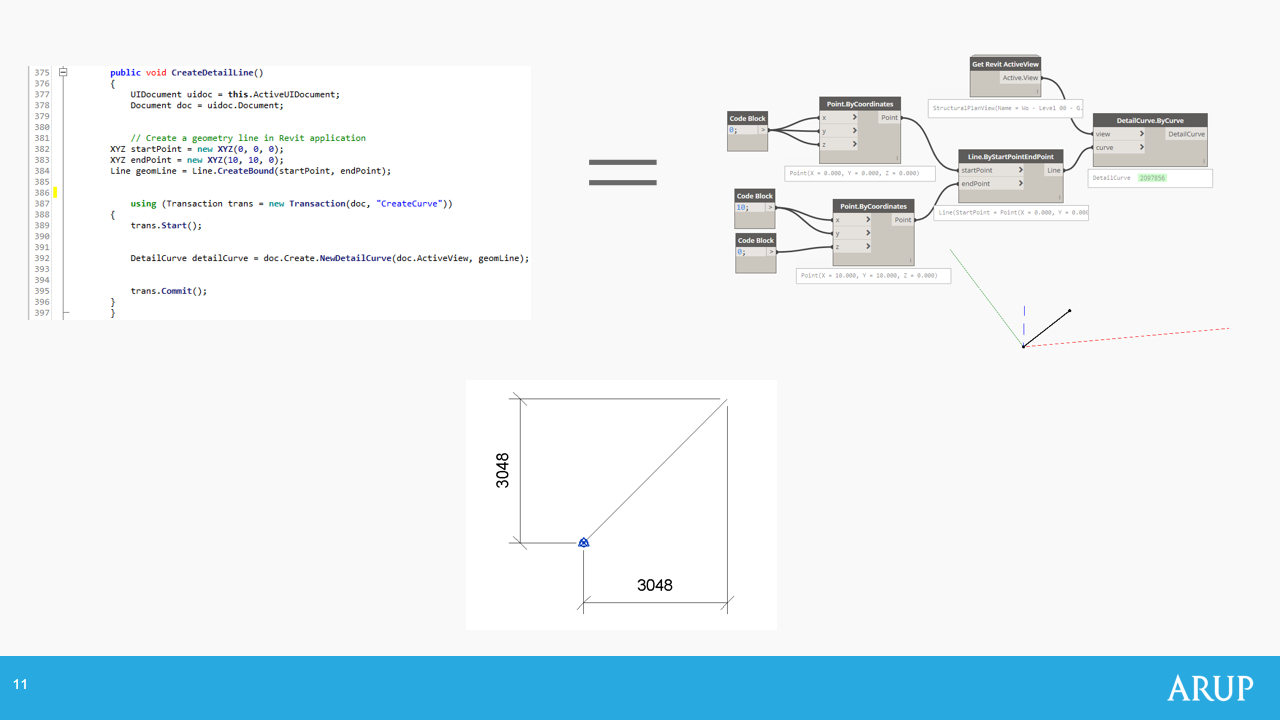 375 public void CreateDetailLine()
376 {
377 UIDocument uidoc = this.ActiveUIDocument;
378 Document doc = uidoc.Document;
379
380
381 // Create a geometry line in Revit application
382 XYZ startPoint = new XYZ(0, 0, 0);
383 XYZ endPoint = new XYZ(10, 10, 0);
384 Line geomLine = Line.CreateBound(startPoint, endPoint);
385
386
387 using (Transaction trans = new Transaction(doc, "CreateCurve"))
388 {
389 trans.Start();
390
391
392 DetailCurve detailCurve = doc.Create.NewDetailCurve(doc.ActiveView, geomLine);
393
394
395 trans.Commit();
396 }
397 }
Get Revit ActiveView
Active.View
StructuralPlanView(Name = Up - Level 00 - G.
Code Block
0; >
Point.ByCoordinates
x > Point
y >
z >
Point(X = 0.000, Y = 0.000, Z = 0.000)
DetailCurve.ByCurve
view > DetailCurve
curve >
DetailCurve 2097856
Line.ByStartPointEndPoint
startPoint > Line
endPoint >
Line(StartPoint = Point(X = 0.000, Y = 0.000
Code Block
10; >
Code Block
0; >
Point.ByCoordinates
x > Point
y >
z >
Point(X = 10.000, Y = 10.000, Z = 0.000)
3048
3048
11
ARUP